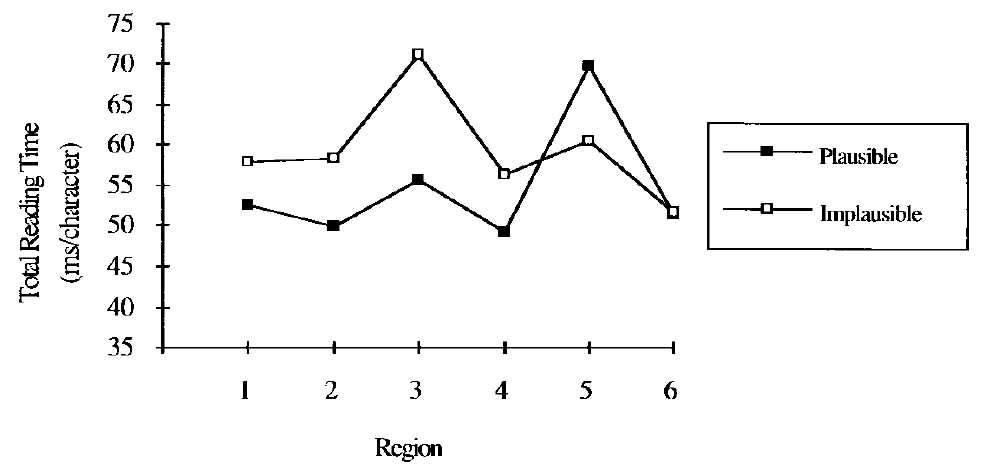 75
70
65
60
55
50
45
40
35
Total Reading Time
(ms/character)
1 2 3 4 5 6
Region
Plausible
Implausible